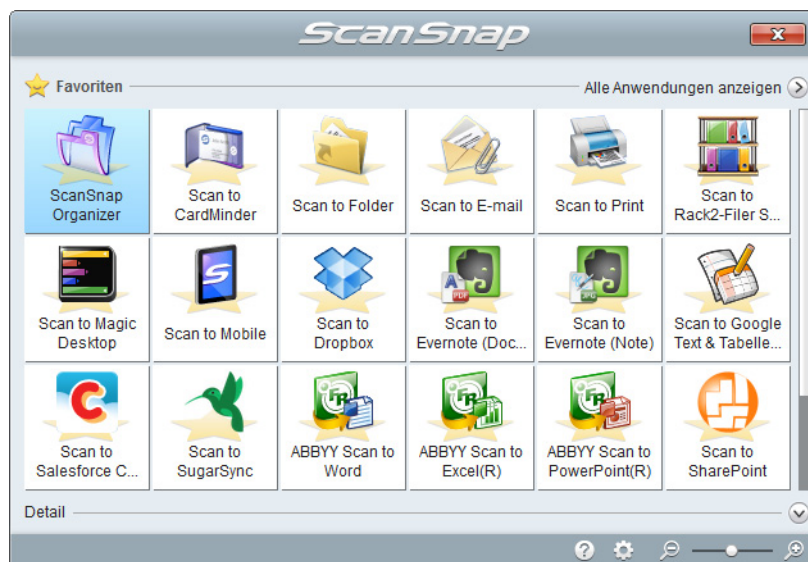 ScanSnap
Favoriten
Alle Anwendungen anzeigen
ScanSnap
Organizer
Scan to
CardMinder
Scan to Folder
Scan to E-mail
Scan to Print
Scan to
Rack2-Filer S...
Scan to Magic
Desktop
Scan to Mobile
Scan to
Dropbox
Scan to
Evernote (Doc...
Scan to
Evernote (Note)
Scan to Google
Text & Tabelle...
Scan to
Salesforce C...
Scan to
SugarSync
ABBYY Scan to
Word
ABBYY Scan to
Excel(R)
ABBYY Scan to
PowerPoint(R)
Scan to
SharePoint
Detail